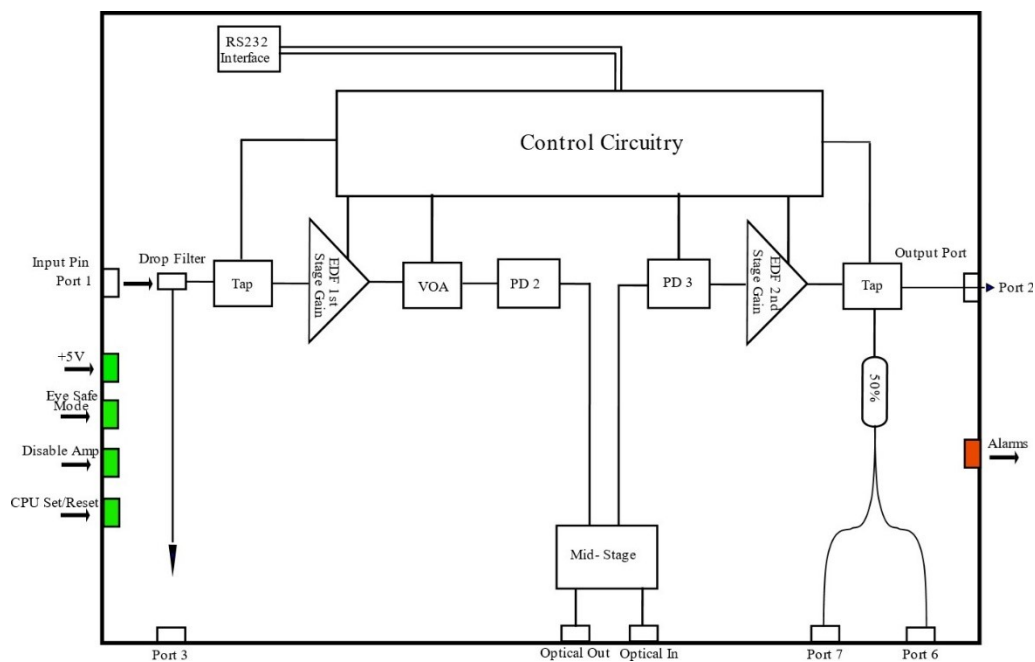 RS232
Interface
Control Circuitry
Input Pin
Port 1
Drop Filter
Tap
EDF 1st
Stage Gain
VOA
PD 2
PD 3
EDF 2nd
Stage Gain
Tap
Output Port
Port 2
+5V
Eye Safe
Mode
Disable Amp
CPU Set/Reset
50%
Alarms
Mid- Stage
Port 3
Optical Out
Optical In
Port 7
Port 6